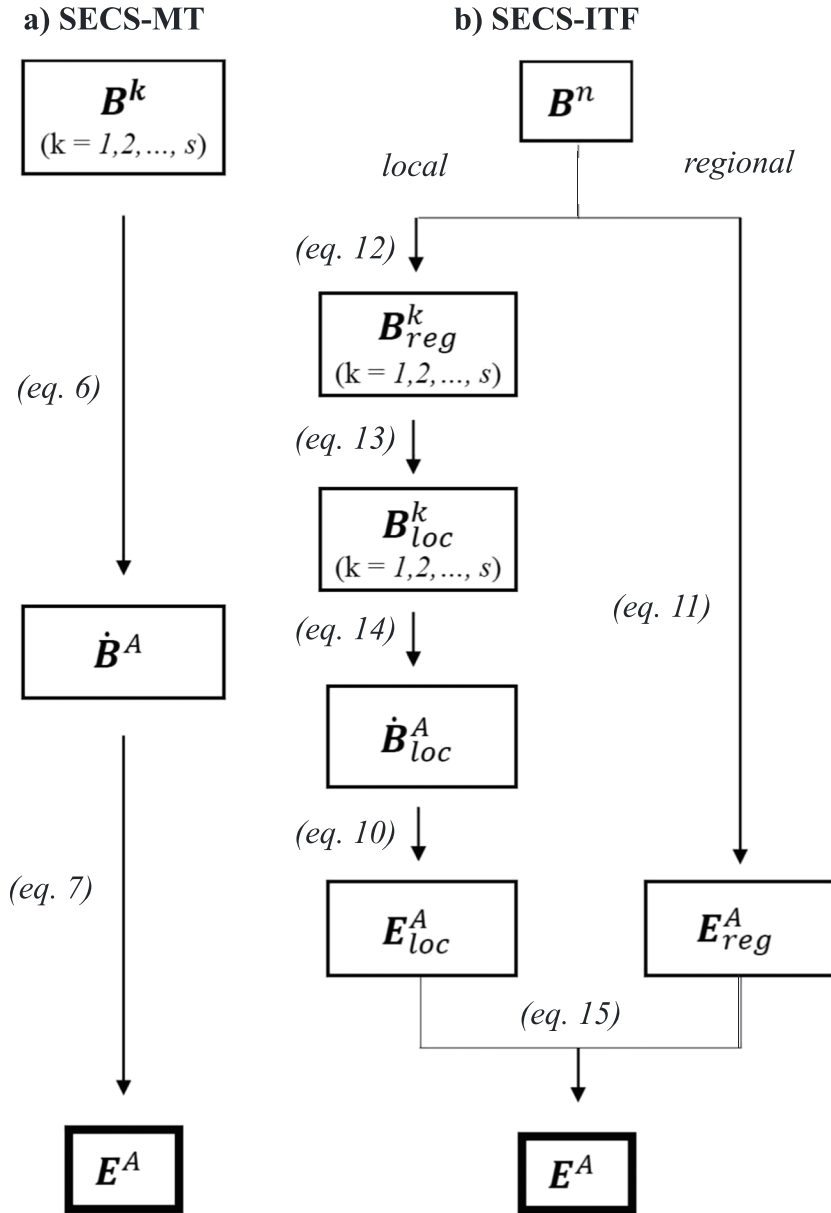 a) SECS-MT
B^k
(k = 1,2,..., s)
(eq. 6)
Ḃ^A
(eq. 7)
E^A
b) SECS-ITF
B^n
local
regional
(eq. 12)
B^k_reg
(k = 1,2,..., s)
(eq. 13)
B^k_loc
(k = 1,2,..., s)
(eq. 14)
(eq. 11)
Ḃ^A_loc
(eq. 10)
E^A_loc
E^A_reg
(eq. 15)
E^A